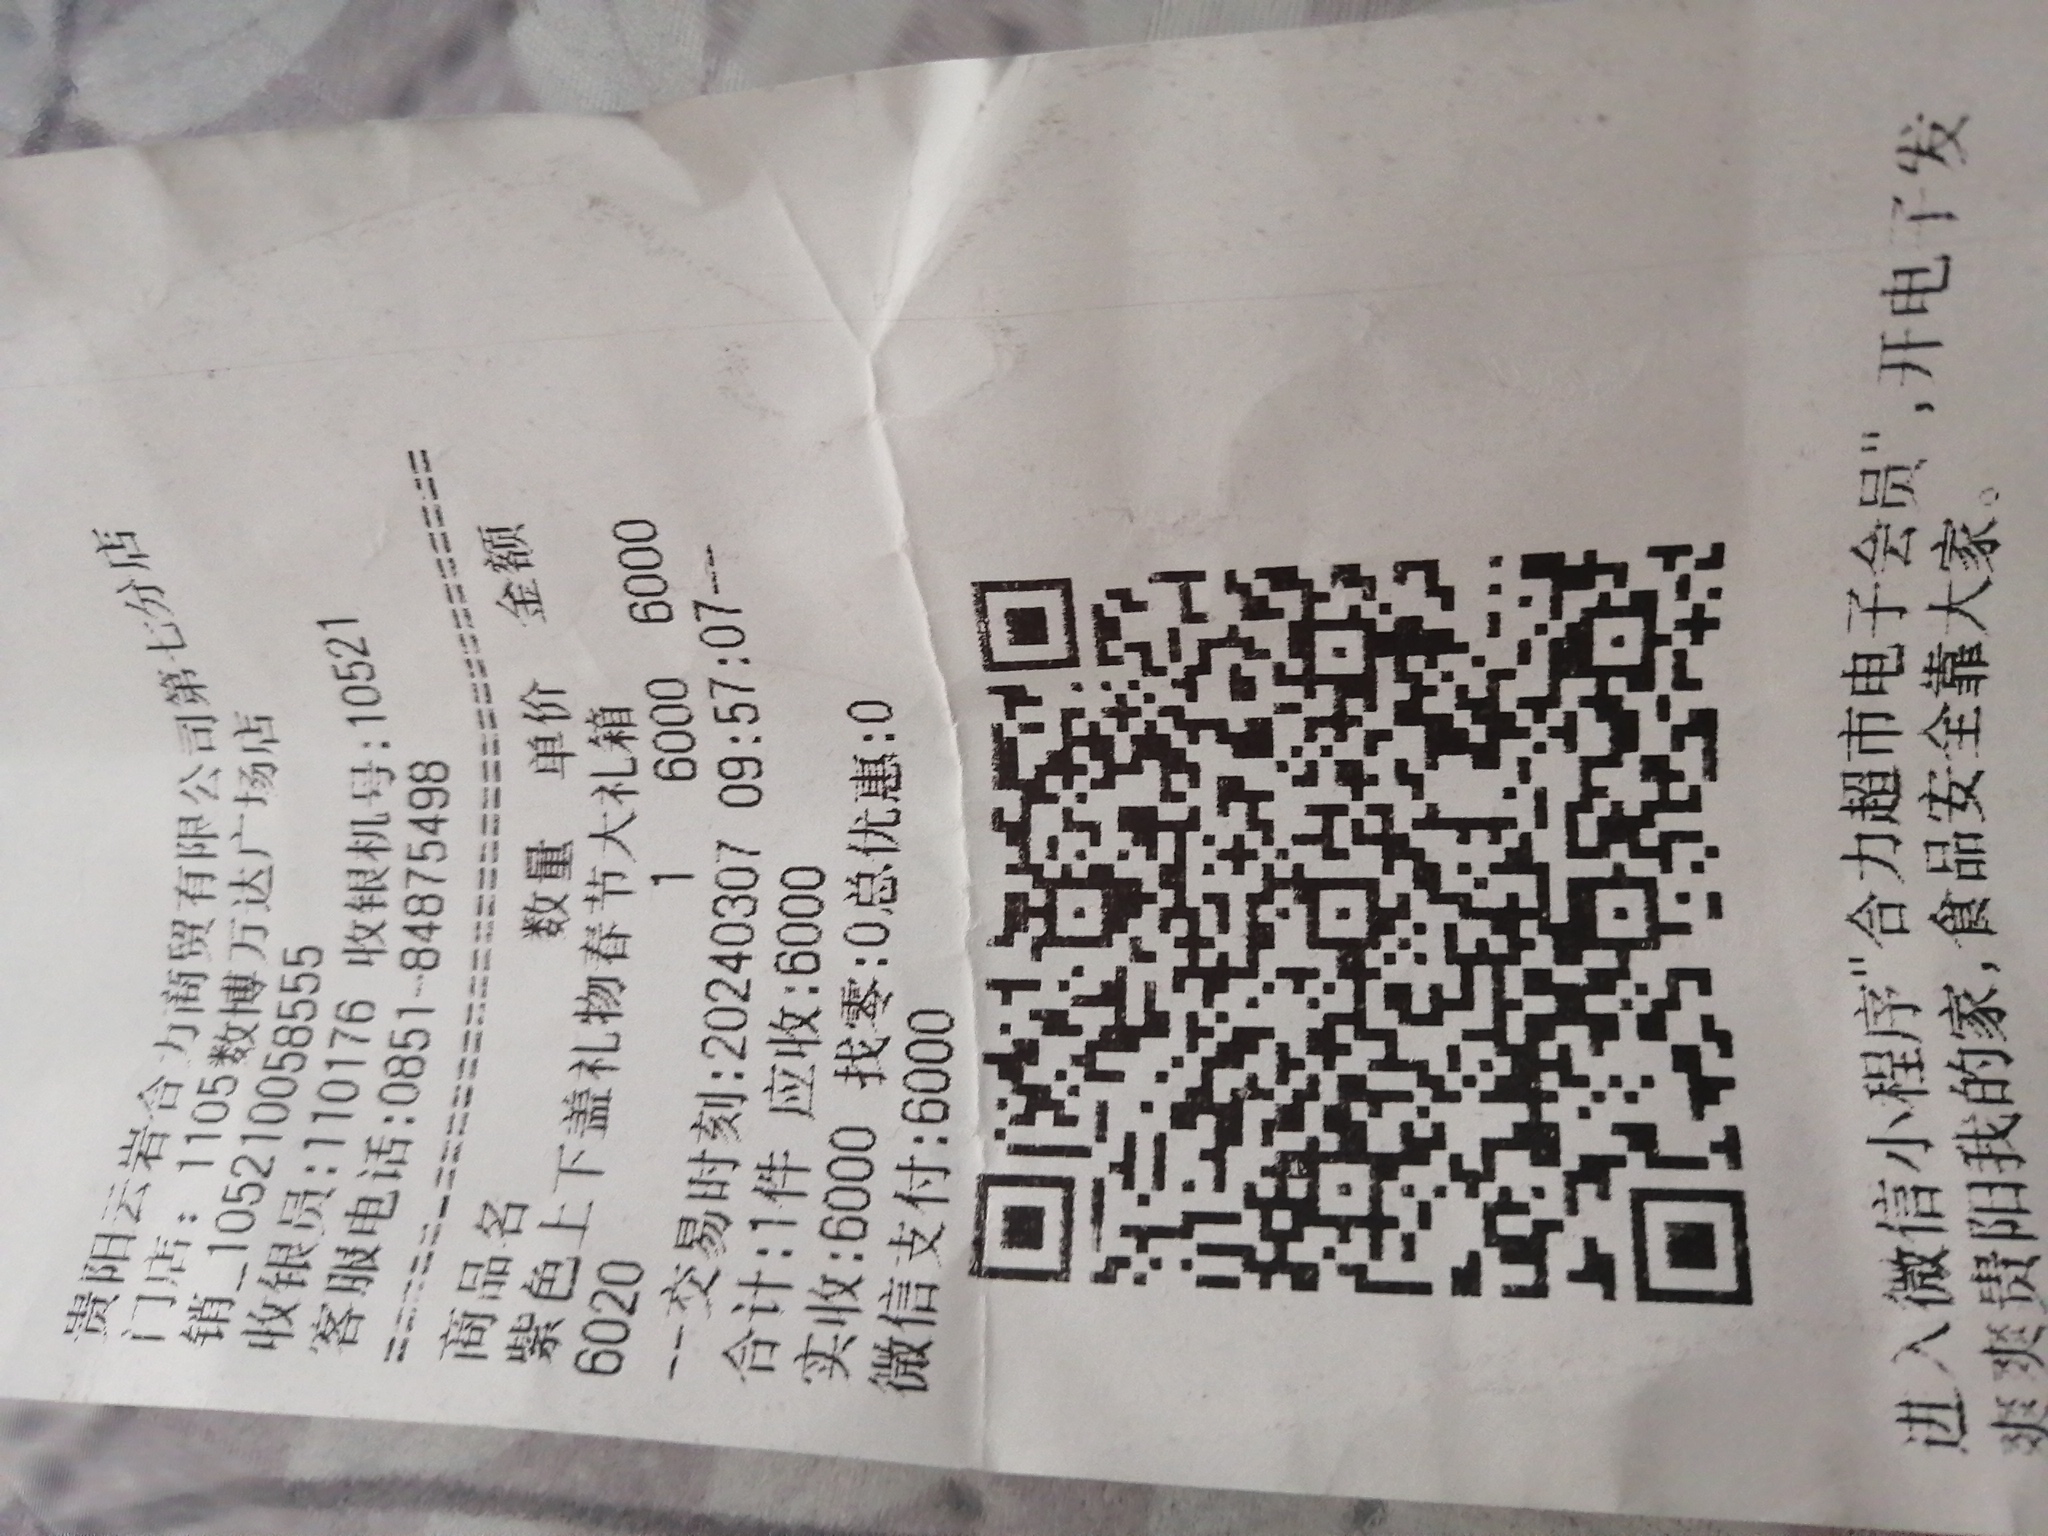 贵阳云岩合力商贸有限公司第七分店
门店：1105数博万达广场店
销_105210058555
收银员:110176 收银机号:10521
客服电话:0851-84875498
================================
商品名 数量 单价 金额
紫色上下盖礼物春节大礼箱
6020 1 6000 6000
--交易时刻:20240307 09:57:07--
合计:1件 应收:6000
实收:6000 找零:0总优惠:0
微信支付:6000
进入微信小程序"合力超市电子会员",开电子发
爽爽贵阳我的家,食品安全靠大家。